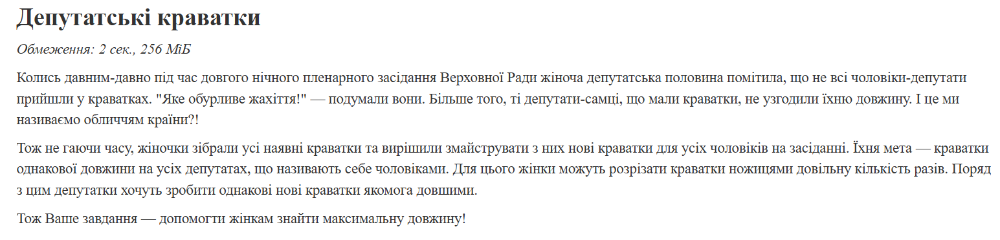 Депутатські краватки
Обмеження: 2 сек., 256 МіБ
Колись давним-давно під час довгого нічного пленарного засідання Верховної Ради жіноча депутатська половина помітила, що не всі чоловіки-депутати
прийшли у краватках. "Яке обурливе жахіття!" — подумали вони. Більше того, ті депутати-самці, що мали краватки, не узгодили їхню довжину. І це ми
називаємо обличчям країни?!
Тож не гаючи часу, жіночки зібрали усі наявні краватки та вирішили змайструвати з них нові краватки для усіх чоловіків на засіданні. Їхня мета — краватки
однакової довжини на усіх депутатах, що називають себе чоловіками. Для цього жінки можуть розрізати краватки ножицями довільну кількість разів. Поряд
з цим депутатки хочуть зробити однакові нові краватки якомога довшими.
Тож Ваше завдання — допомогти жінкам знайти максимальну довжину!